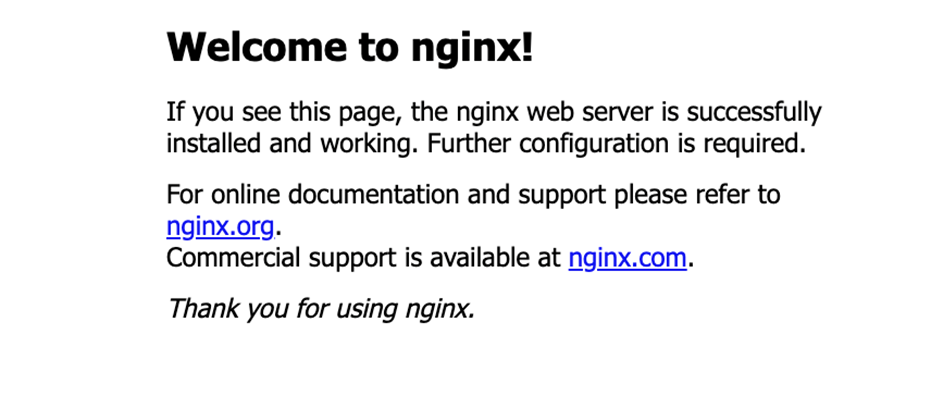 Welcome to nginx!
If you see this page, the nginx web server is successfully
installed and working. Further configuration is required.
For online documentation and support please refer to
nginx.org.
Commercial support is available at nginx.com.
Thank you for using nginx.